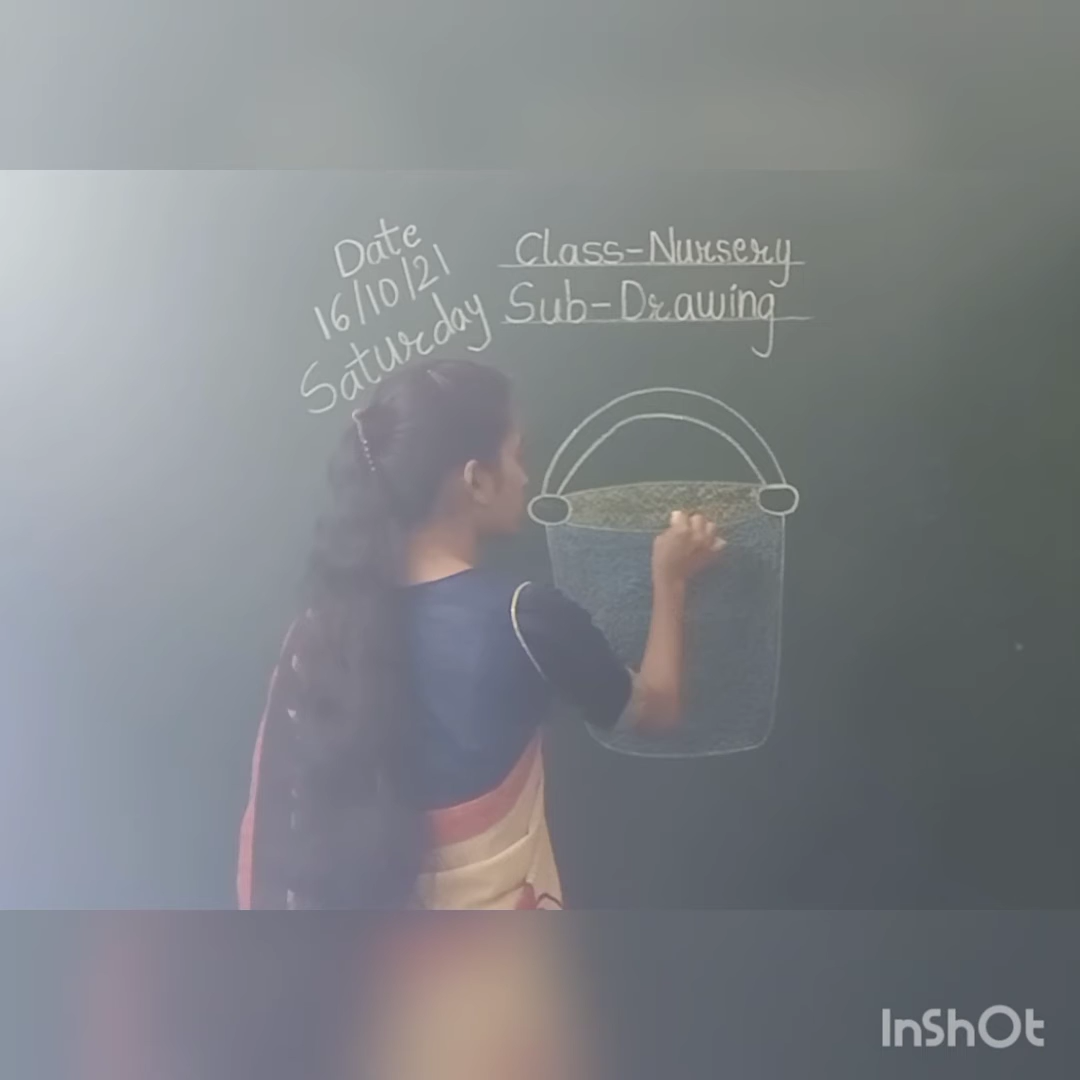 Date
16/10/21
Saturday
Class-Nursery
Sub-Drawing
InShOt